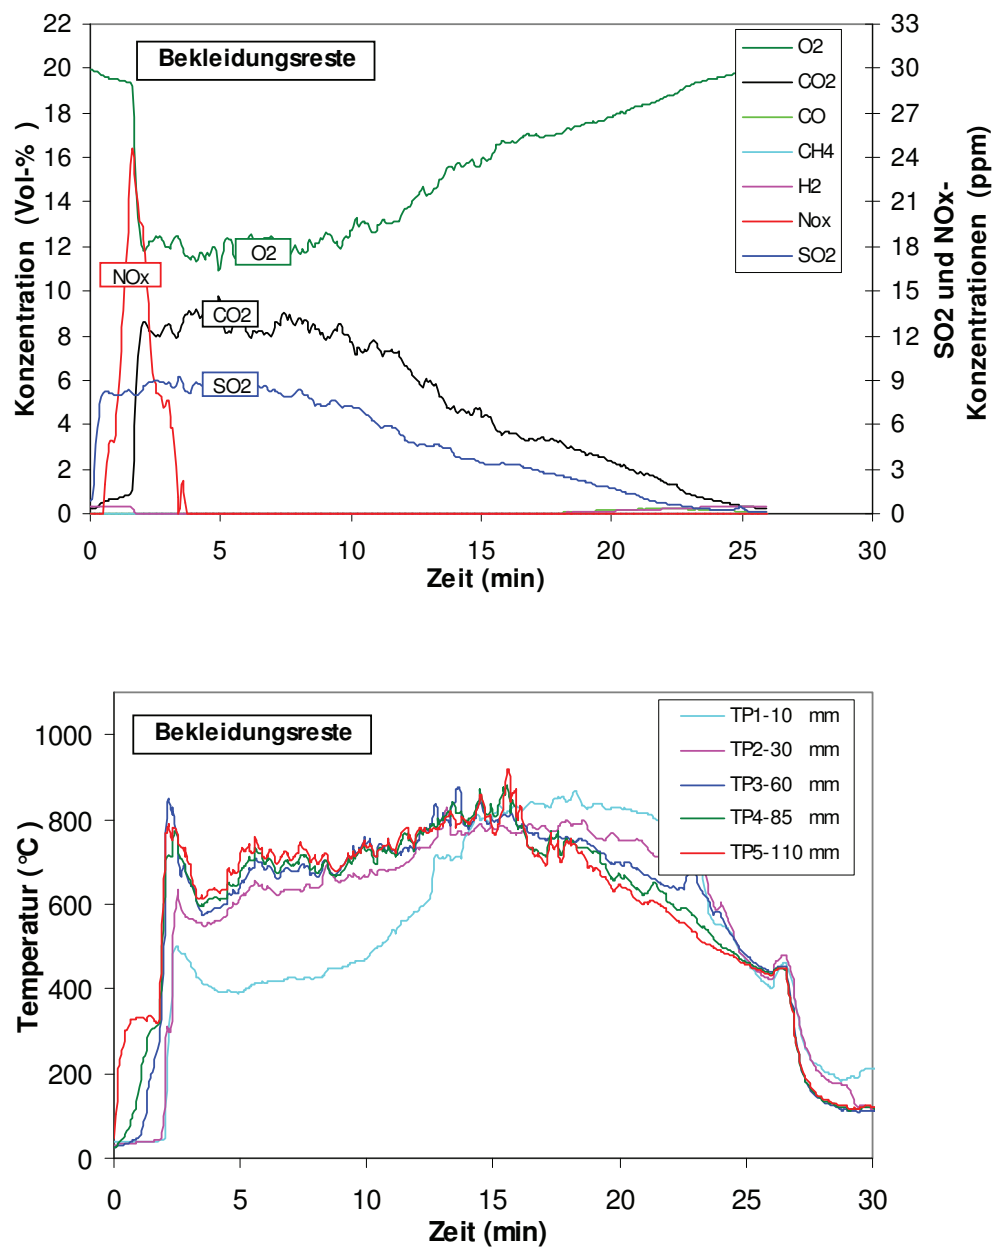 Bekleidungsreste
22
20
18
16
14
12
10
8
6
4
2
0
Konzentration (Vol-% )
33
30
27
24
21
18
15
12
9
6
3
0
SO2 und NOx-
Konzentrationen (ppm)
O2
CO2
CO
CH4
H2
Nox
SO2
O2
NOx
CO2
SO2
0 5 10 15 20 25 30
Zeit (min)
Bekleidungsreste
1000
800
600
400
200
0
Temperatur (°C)
TP1-10 mm
TP2-30 mm
TP3-60 mm
TP4-85 mm
TP5-110 mm
0 5 10 15 20 25 30
Zeit (min)